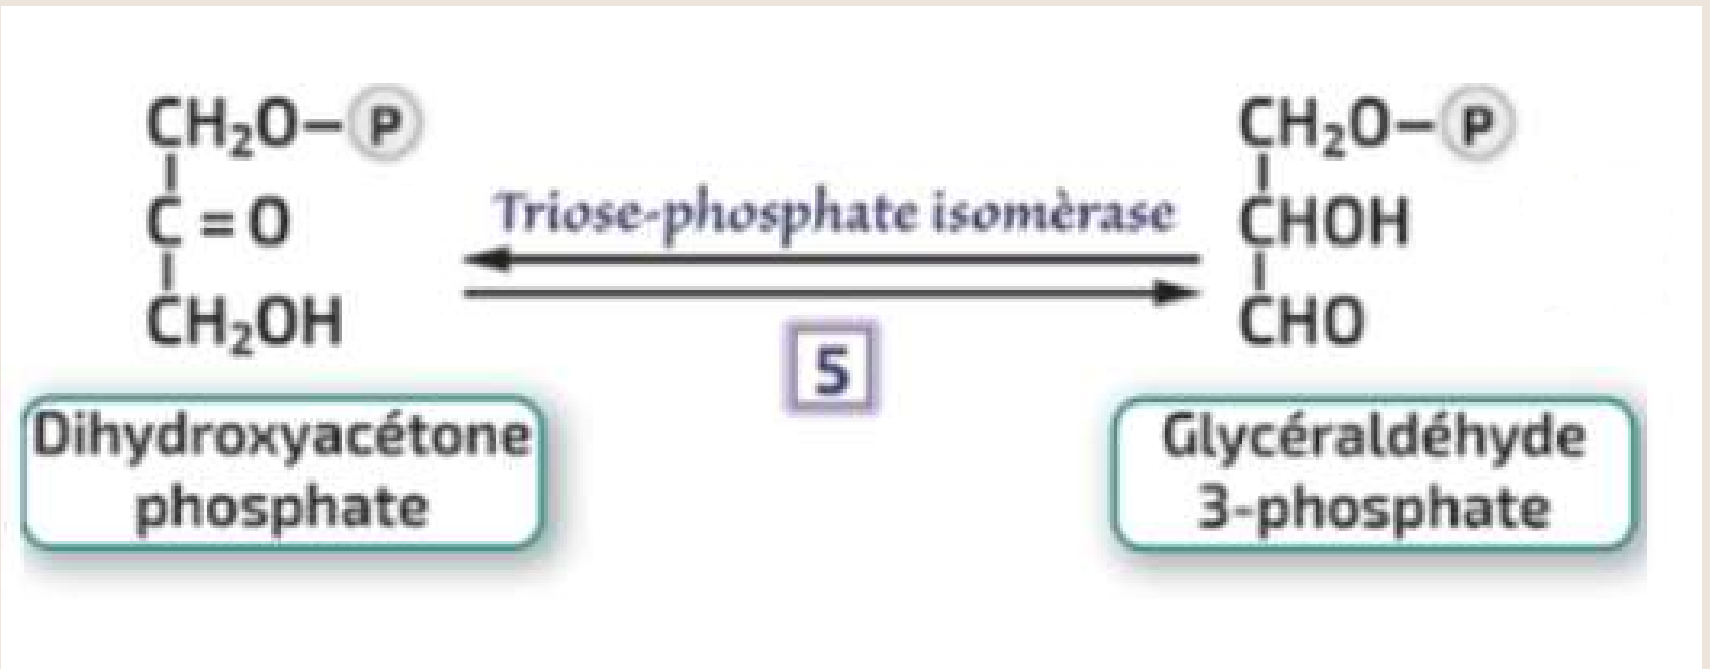 CH₂O–P
C=O
CH₂OH
Dihydroxyacétone
phosphate
Triose-phosphate isomèrase
5
CH₂O–P
CHOH
CHO
Glycéraldéhyde
3-phosphate